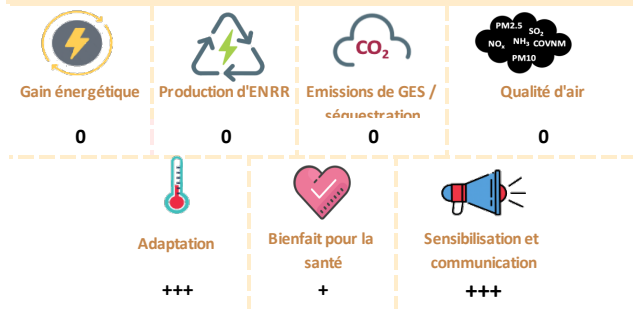 PM2.5
SO₂
NOₓ NH₃ COVNM
PM10
CO₂
Gain énergétique
Production d'ENRR
Emissions de GES /
séquestration
Qualité d'air
0
0
0
0
Adaptation
Bienfait pour la
santé
Sensibilisation et
communication
+++
+
+++